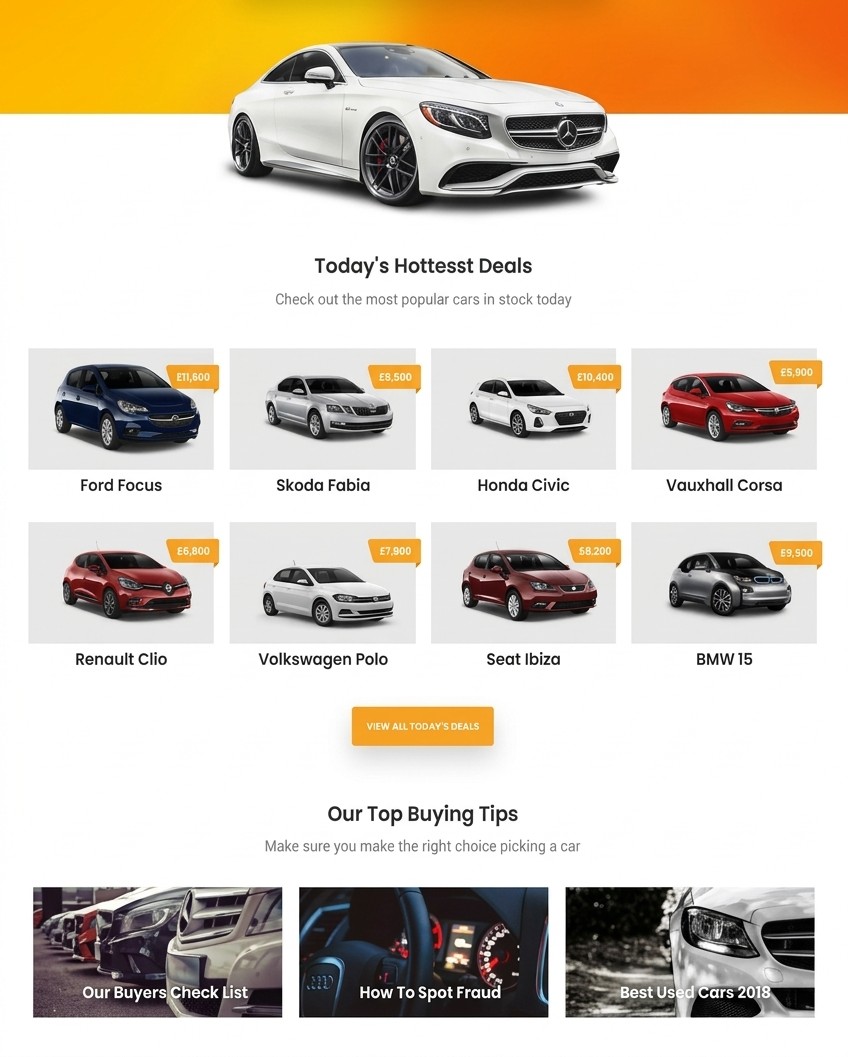 Today's Hottesst Deals
Check out the most popular cars in stock today
£11,600
£8,500
£10,400
£5,900
Ford Focus
Skoda Fabia
Honda Civic
Vauxhall Corsa
£6,800
£7,900
58,200
£9,900
Renault Clio
Volkswagen Polo
Seat Ibiza
BMW 15
VIEW ALL TODAY'S DEALS
Our Top Buying Tips
Make sure you make the right choice picking a car
Our Buyers Check List
How To Spot Fraud
Best Used Cars 2018